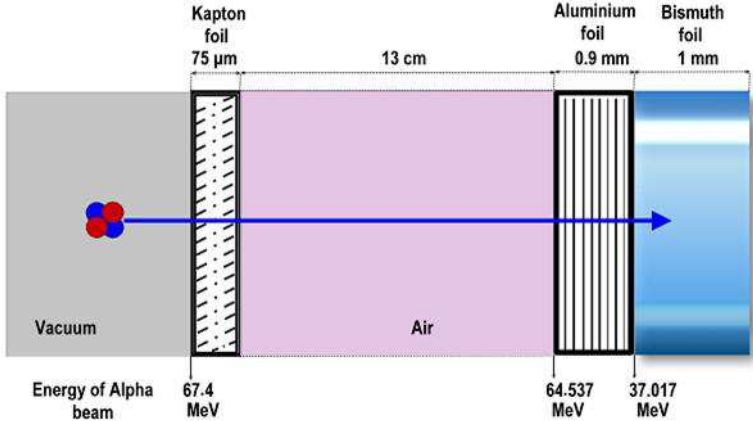 Kapton
foil
75 µm
13 cm
Aluminium
foil
0.9 mm
Bismuth
foil
1 mm
Vacuum
Air
Energy of Alpha
beam
67.4
MeV
64.537
MeV
37.017
MeV